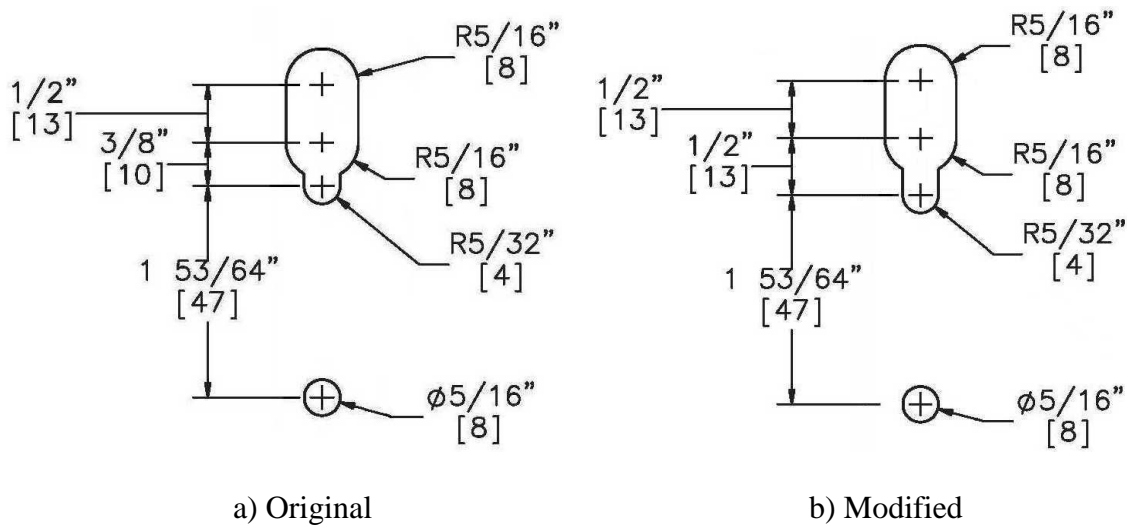 R5/16”
[8]
1/2”
[13]
3/8”
[10]
R5/16”
[8]
R5/32”
[4]
1 53/64”
[47]
ø5/16”
[8]
a) Original
R5/16”
[8]
1/2”
[13]
1/2”
[13]
R5/16”
[8]
R5/32”
[4]
1 53/64”
[47]
ø5/16”
[8]
b) Modified